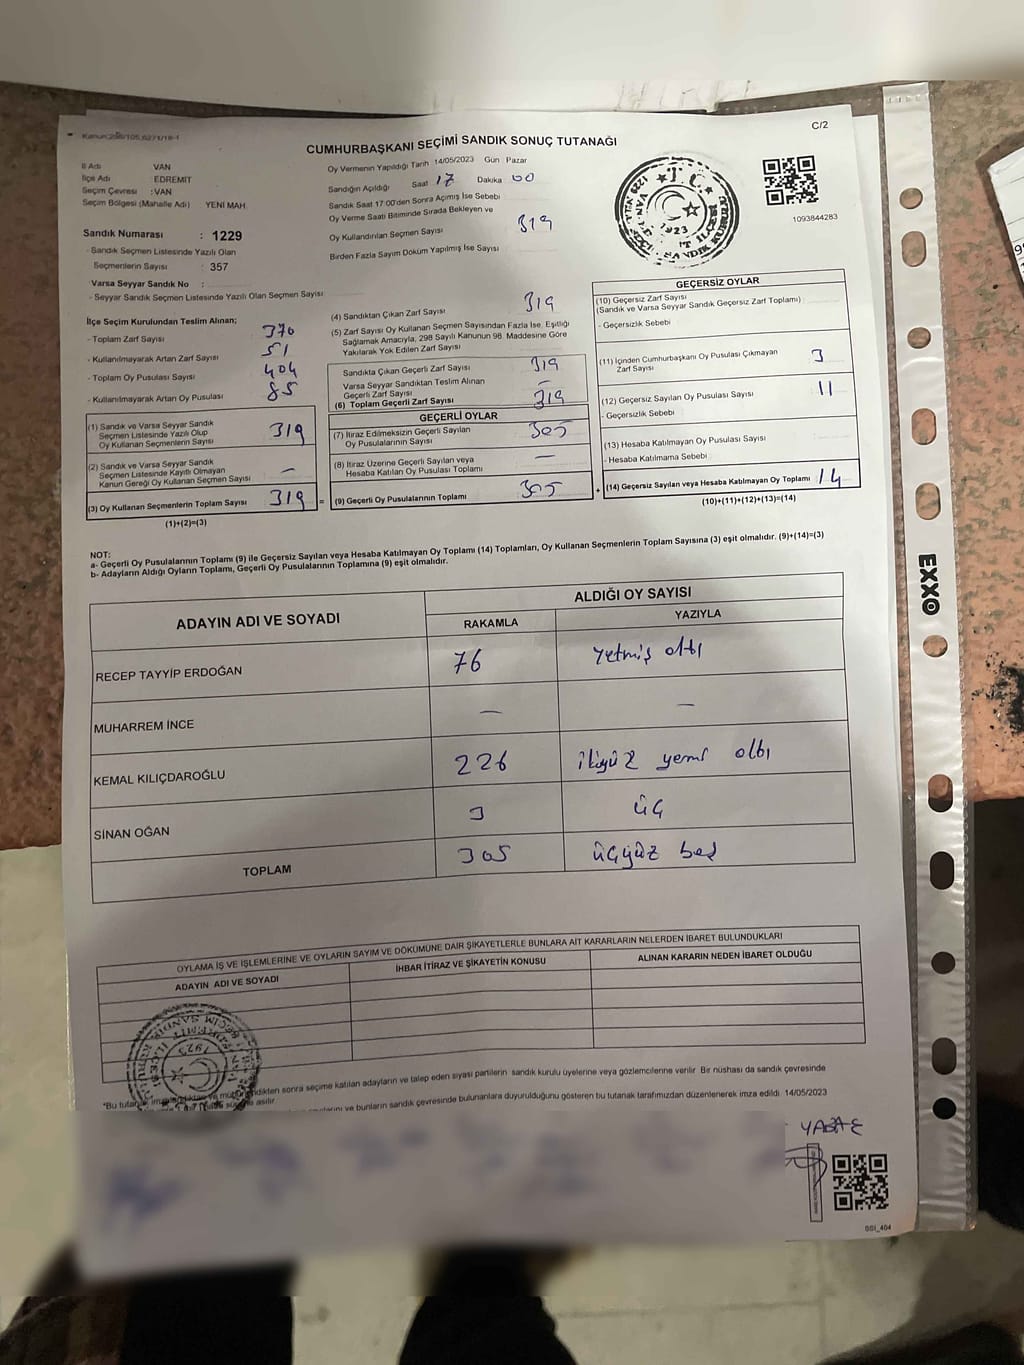 Kanun:298/105,6271/18-1
C/2
CUMHURBAŞKANI SEÇİMİ SANDIK SONUÇ TUTANAĞI
İl Adı VAN
İlçe Adı : EDREMİT
Seçim Çevresi : VAN
Seçim Bölgesi (Mahalle Adı) YENİ MAH.
Sandık Numarası : 1229
- Sandık Seçmen Listesinde Yazılı Olan
Seçmenlerin Sayısı : 357
Varsa Seyyar Sandık No :
- Seyyar Sandık Seçmen Listesinde Yazılı Olan Seçmen Sayısı
Oy Vermenin Yapıldığı Tarih 14/05/2023 Gün Pazar
Sandığın Açıldığı Saat 17 Dakika 00
Sandık Saat 17:00'den Sonra Açımış İse Sebebi
Oy Verme Saati Bitiminde Sırada Bekleyen ve
Oy Kullandırılan Seçmen Sayısı 319
Birden Fazla Sayım Döküm Yapılmış İse Sayısı
1093844283
İlçe Seçim Kurulundan Teslim Alınan;
- Toplam Zarf Sayısı 370
- Kullanılmayarak Artan Zarf Sayısı 51
- Toplam Oy Pusulası Sayısı 404
- Kullanılmayarak Artan Oy Pusulası 85
(1) Sandık ve Varsa Seyyar Sandık
Seçmen Listesinde Yazılı Olup
Oy Kullanan Seçmenlerin Sayısı 319
(2) Sandık ve Varsa Seyyar Sandık
Seçmen Listesinde Kayıtlı Olmayan
Kanun Gereği Oy Kullanan Seçmen Sayısı —
(3) Oy Kullanan Seçmenlerin Toplam Sayısı 319 =
(1)+(2)=(3)
(4) Sandıktan Çıkan Zarf Sayısı 319
(5) Zarf Sayısı Oy Kullanan Seçmen Sayısından Fazla İse, Eşitliği
Sağlamak Amacıyla, 298 Sayılı Kanunun 98. Maddesine Göre
Yakılarak Yok Edilen Zarf Sayısı
Sandıkta Çıkan Geçerli Zarf Sayısı 319
Varsa Seyyar Sandıktan Teslim Alınan
Geçerli Zarf Sayısı —
(6) Toplam Geçerli Zarf Sayısı 319
GEÇERLİ OYLAR
(7) İtiraz Edilmeksizin Geçerli Sayılan
Oy Pusulalarının Sayısı 305
(8) İtiraz Üzerine Geçerli Sayılan veya
Hesaba Katılan Oy Pusulası Toplamı —
(9) Geçerli Oy Pusulalarının Toplamı 305 +
GEÇERSİZ OYLAR
(10) Geçersiz Zarf Sayısı
(Sandık ve Varsa Seyyar Sandık Geçersiz Zarf Toplamı)
- Geçersizlik Sebebi
(11) İçinden Cumhurbaşkanı Oy Pusulası Çıkmayan
Zarf Sayısı 3
(12) Geçersiz Sayılan Oy Pusulası Sayısı 11
- Geçersizlik Sebebi
(13) Hesaba Katılmayan Oy Pusulası Sayısı
- Hesaba Katılmama Sebebi
(14) Geçersiz Sayılan veya Hesaba Katılmayan Oy Toplamı 14
(10)+(11)+(12)+(13)=(14)
NOT:
a- Geçerli Oy Pusulalarının Toplamı (9) ile Geçersiz Sayılan veya Hesaba Katılmayan Oy Toplamı (14) Toplamları, Oy Kullanan Seçmenlerin Toplam Sayısına (3) eşit olmalıdır. (9)+(14)=(3)
b- Adayların Aldığı Oyların Toplamı, Geçerli Oy Pusulalarının Toplamına (9) eşit olmalıdır.
ADAYIN ADI VE SOYADI ALDIĞI OY SAYISI
RAKAMLA YAZIYLA
RECEP TAYYİP ERDOĞAN 76 Yetmiş altı
MUHARREM İNCE — —
KEMAL KILIÇDAROĞLU 226 ikiyüz yirmi altı
SİNAN OĞAN 3 üç
TOPLAM 305 üçyüz beş
OYLAMA İŞ VE İŞLEMLERİNE VE OYLARIN SAYIM VE DÖKÜMÜNE DAİR ŞİKAYETLERLE BUNLARA AİT KARARLARIN NELERDEN İBARET BULUNDUKLARI
ADAYIN ADI VE SOYADI İHBAR İTİRAZ VE ŞİKAYETİN KONUSU ALINAN KARARIN NEDEN İBARET OLDUĞU
*Bu sonra seçime katılan adayların ve talep eden siyasi partilerin sandık kurulu üyelerine veya gözlemcilerine verilir. Bir nüshası da sandık çevresinde
asılır.
ve bunların sandık çevresinde bulunanlara duyurulduğunu gösteren bu tutanak tarafımızdan düzenlenerek imza edildi. 14/05/2023
SSI_404
EXXO